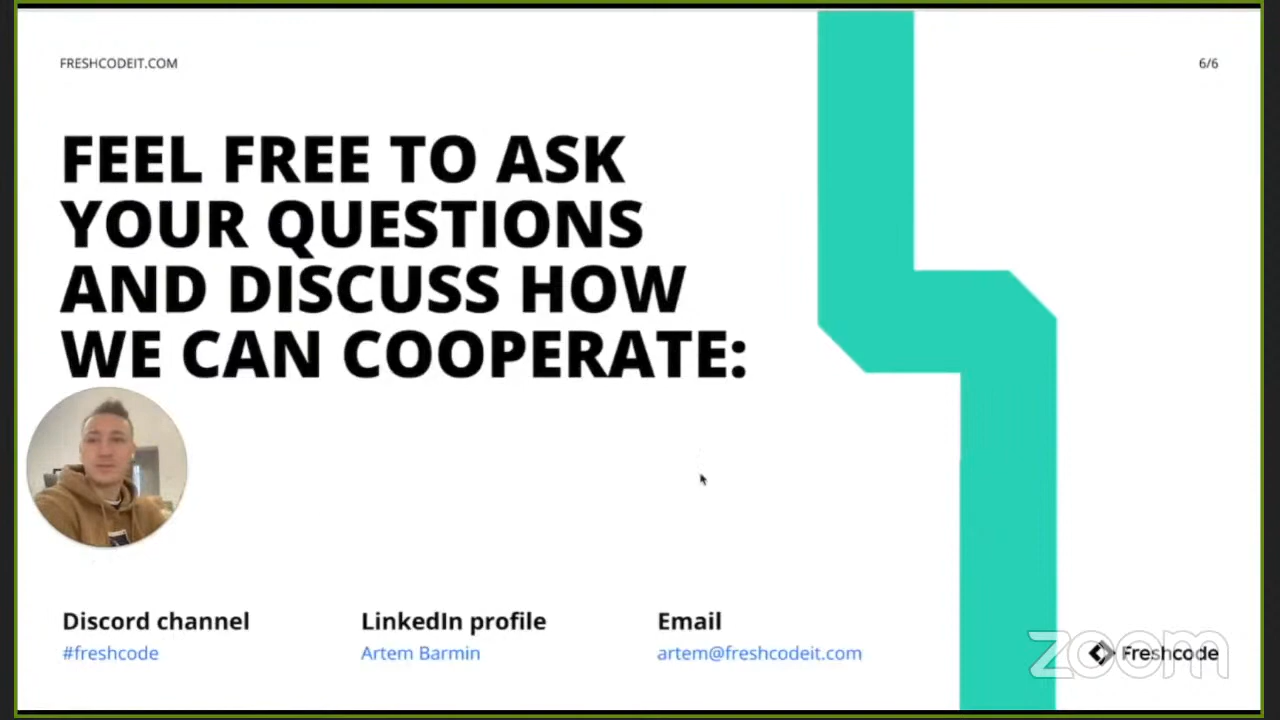 FRESHCODEIT.COM
6/6
FEEL FREE TO ASK
YOUR QUESTIONS
AND DISCUSS HOW
WE CAN COOPERATE:
Discord channel
#freshcode
LinkedIn profile
Artem Barmin
Email
artem@freshcodeit.com
Freshcode
zoom